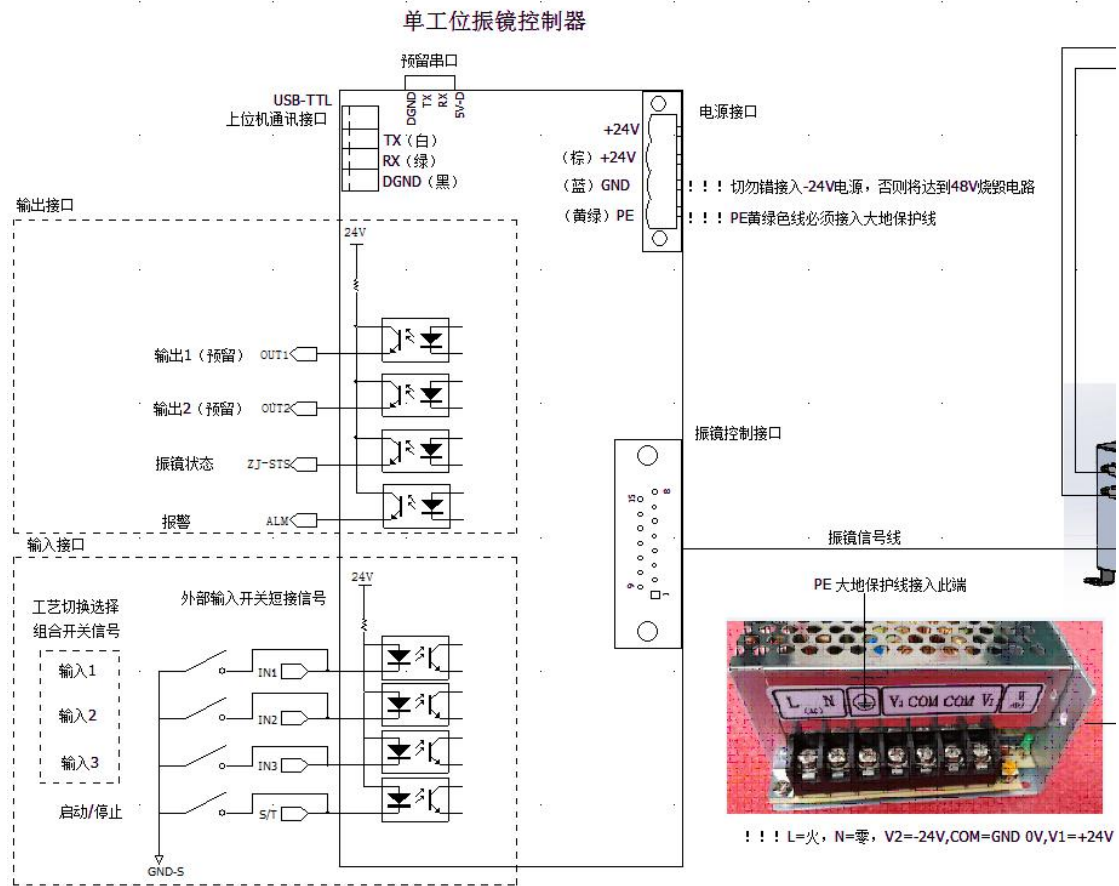 单工位振镜控制器
预留串口
DGND
TX
RX
5V-D
USB-TTL
上位机通讯接口
TX（白）
RX（绿）
DGND（黑）
电源接口
+24V
（棕）+24V
（蓝）GND
！！！切勿错接入-24V电源，否则将达到48V烧毁电路
（黄绿）PE
！！！PE黄绿色线必须接入大地保护线
输出接口
24V
输出1（预留） OUT1
输出2（预留） OUT2
振镜状态 ZJ-STS
报警 ALM
振镜控制接口
15
8
9
1
振镜信号线
输入接口
24V
工艺切换选择
组合开关信号
外部输入开关短接信号
输入1
IN1
输入2
IN2
输入3
IN3
启动/停止
S/T
GND-S
PE 大地保护线接入此端
L N V2 COM COM V1
(AC)
！！！L=火，N=零，V2=-24V,COM=GND 0V,V1=+24V